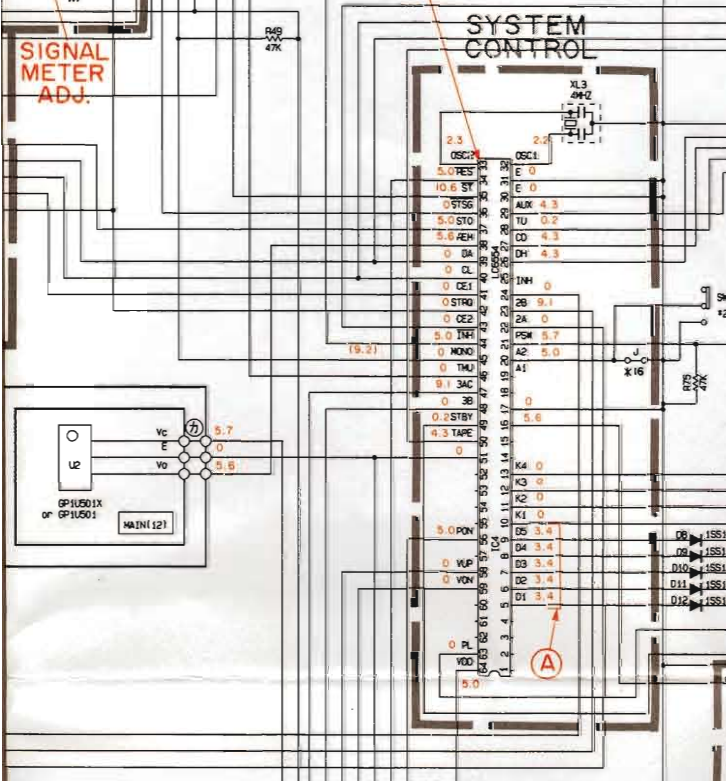 SYSTEM
CONTROL
SIGNAL
METER
ADJ.
R49
47K
XL3
4MHZ
2.3
2.2
OSC2 33 32 OSC1
5.0 RES 34 31 E 0
10.6 ST 35 30 E 0
0 STSG 36 29 AUX 4.3
5.0 STO 37 28 TU 0.2
5.6 REM 38 27 CD 4.3
0 DA 39 26 DH 4.3
0 CL 40 25 INH
0 CE1 41 24 0
0 STRQ 42 23 2B 9.1
0 CE2 43 22 2A 0
5.0 INH 44 21 PSW 5.7
0 MONO 45 20 A2 5.0
0 TMU 46 19 A1
9.1 3AC 47 18
0 3B 48 17 0
0.2 STBY 49 16 5.6
4.3 TAPE 50 15
0 51 14
52 13 K4 0
53 12 K3 0
54 11 K2 0
55 10 K1 0
5.0 PON 56 9 D5 3.4
57 8 D4 3.4
0 VUP 58 7 D3 3.4
0 VDN 59 6 D2 3.4
60 5 D1 3.4
61 4
62 3
0 PL 63 2
VDD 64 1
5.0
LC6554
IC4
(9.2)
J
※16
R75
47K
カ
Vc 5.7
E 0
Vo 5.6
U2
GP1U501X
or GP1U501
MAIN(12)
D8 1SS1
D9 1SS1
D10 1SS1
D11 1SS1
D12 1SS1
A